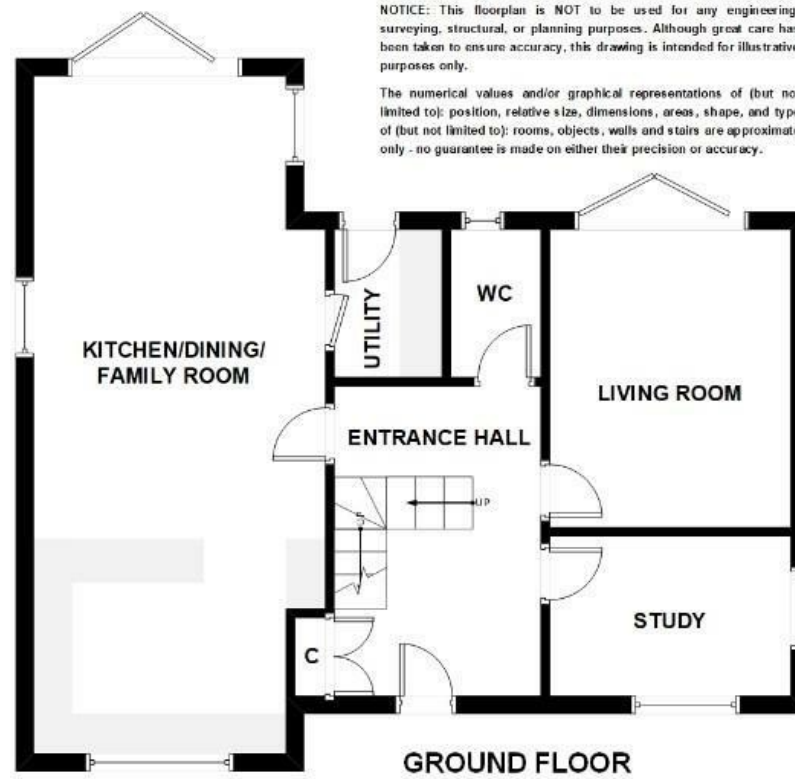 NOTICE: This floorplan is NOT to be used for any engineering
surveying, structural, or planning purposes. Although great care has
been taken to ensure accuracy, this drawing is intended for illustrative
purposes only.
The numerical values and/or graphical representations of (but no
limited to): position, relative size, dimensions, areas, shape, and type
of (but not limited to): rooms, objects, walls and stairs are approximate
only - no guarantee is made on either their precision or accuracy.
UTILITY
WC
KITCHEN/DINING/
FAMILY ROOM
LIVING ROOM
ENTRANCE HALL
UP
UP
STUDY
C
GROUND FLOOR